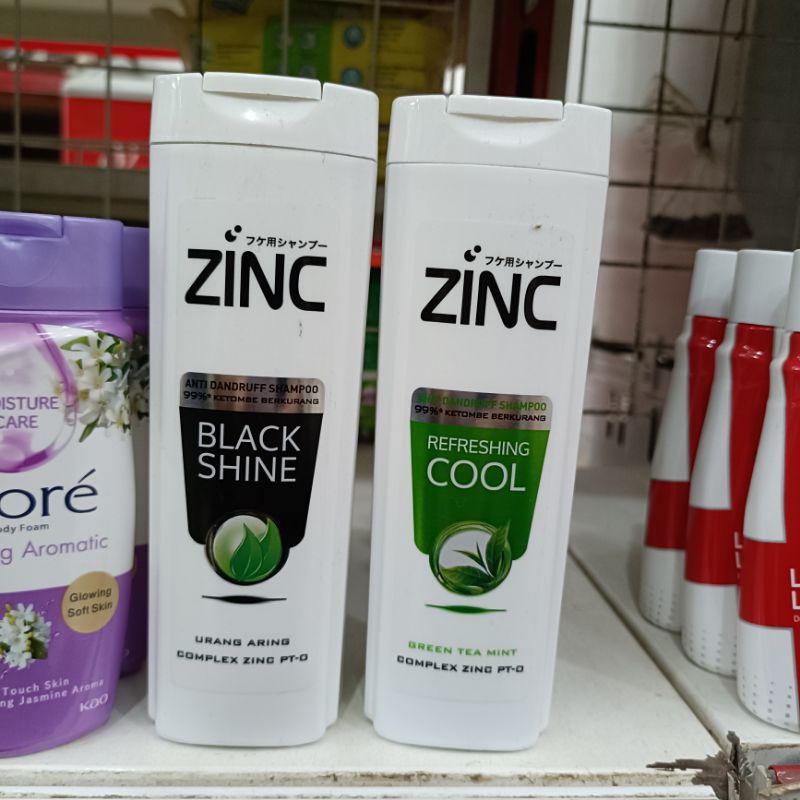 フケ用シャンプー
ZINC
ANTI DANDRUFF SHAMPOO
99%* KETOMBE BERKURANG
BLACK
SHINE
URANG ARING
COMPLEX ZINC PT-O
フケ用シャンプー
ZINC
ANTI DANDRUFF SHAMPOO
99%* KETOMBE BERKURANG
REFRESHING
COOL
GREEN TEA MINT
COMPLEX ZINC PT-O
OISTURE
CARE
oré
ody Foam
g Aromatic
Glowing
Soft Skin
Touch Skin
ng Jasmine Aroma
Kao
L
L
L
L